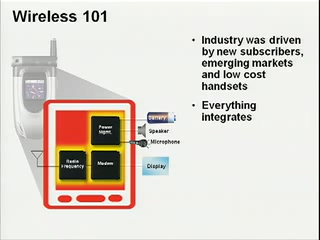 Wireless 101
• Industry was driven
by new subscribers,
emerging markets
and low cost
handsets
• Everything
integrates
Power
Mgmt.
Battery
Speaker
Microphone
Radio
Frequency
Modem
Display